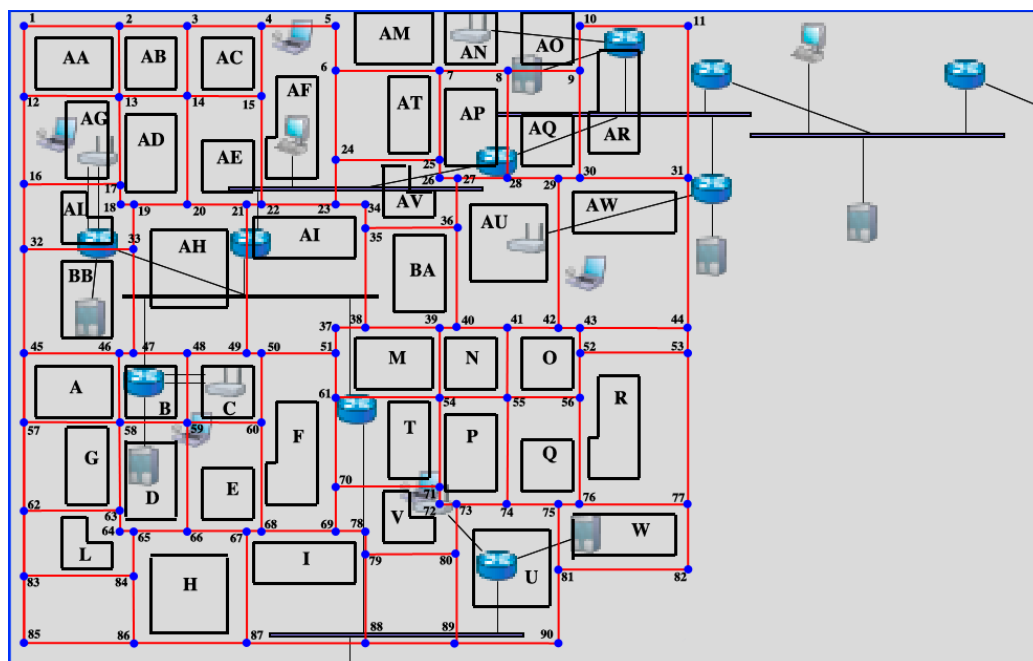 1 2 3 4 5 10 11
AM AN AO
AA AB AC
6 7 8 9
AF AT
12 13 14 15
AG AD AP AQ AR
AE
24 25
16 17 26 27 28 29 30 31
18 19 20 21 22 23 34
AL AV AW
AU
AH AI 35 36
32 33
BB BA
37 38 39 40 41 42 43 44
45 46 47 48 49 50 51 52 53
M N O
A B C R
61 54 55 56
57 58 59 60
G F T P
Q
D E
70 71
62 63 72 73 74 75 76 77
64 65 66 67 68 69 78
L V W
I 79 80
H U 81 82
83 84
85 86 87 88 89 90